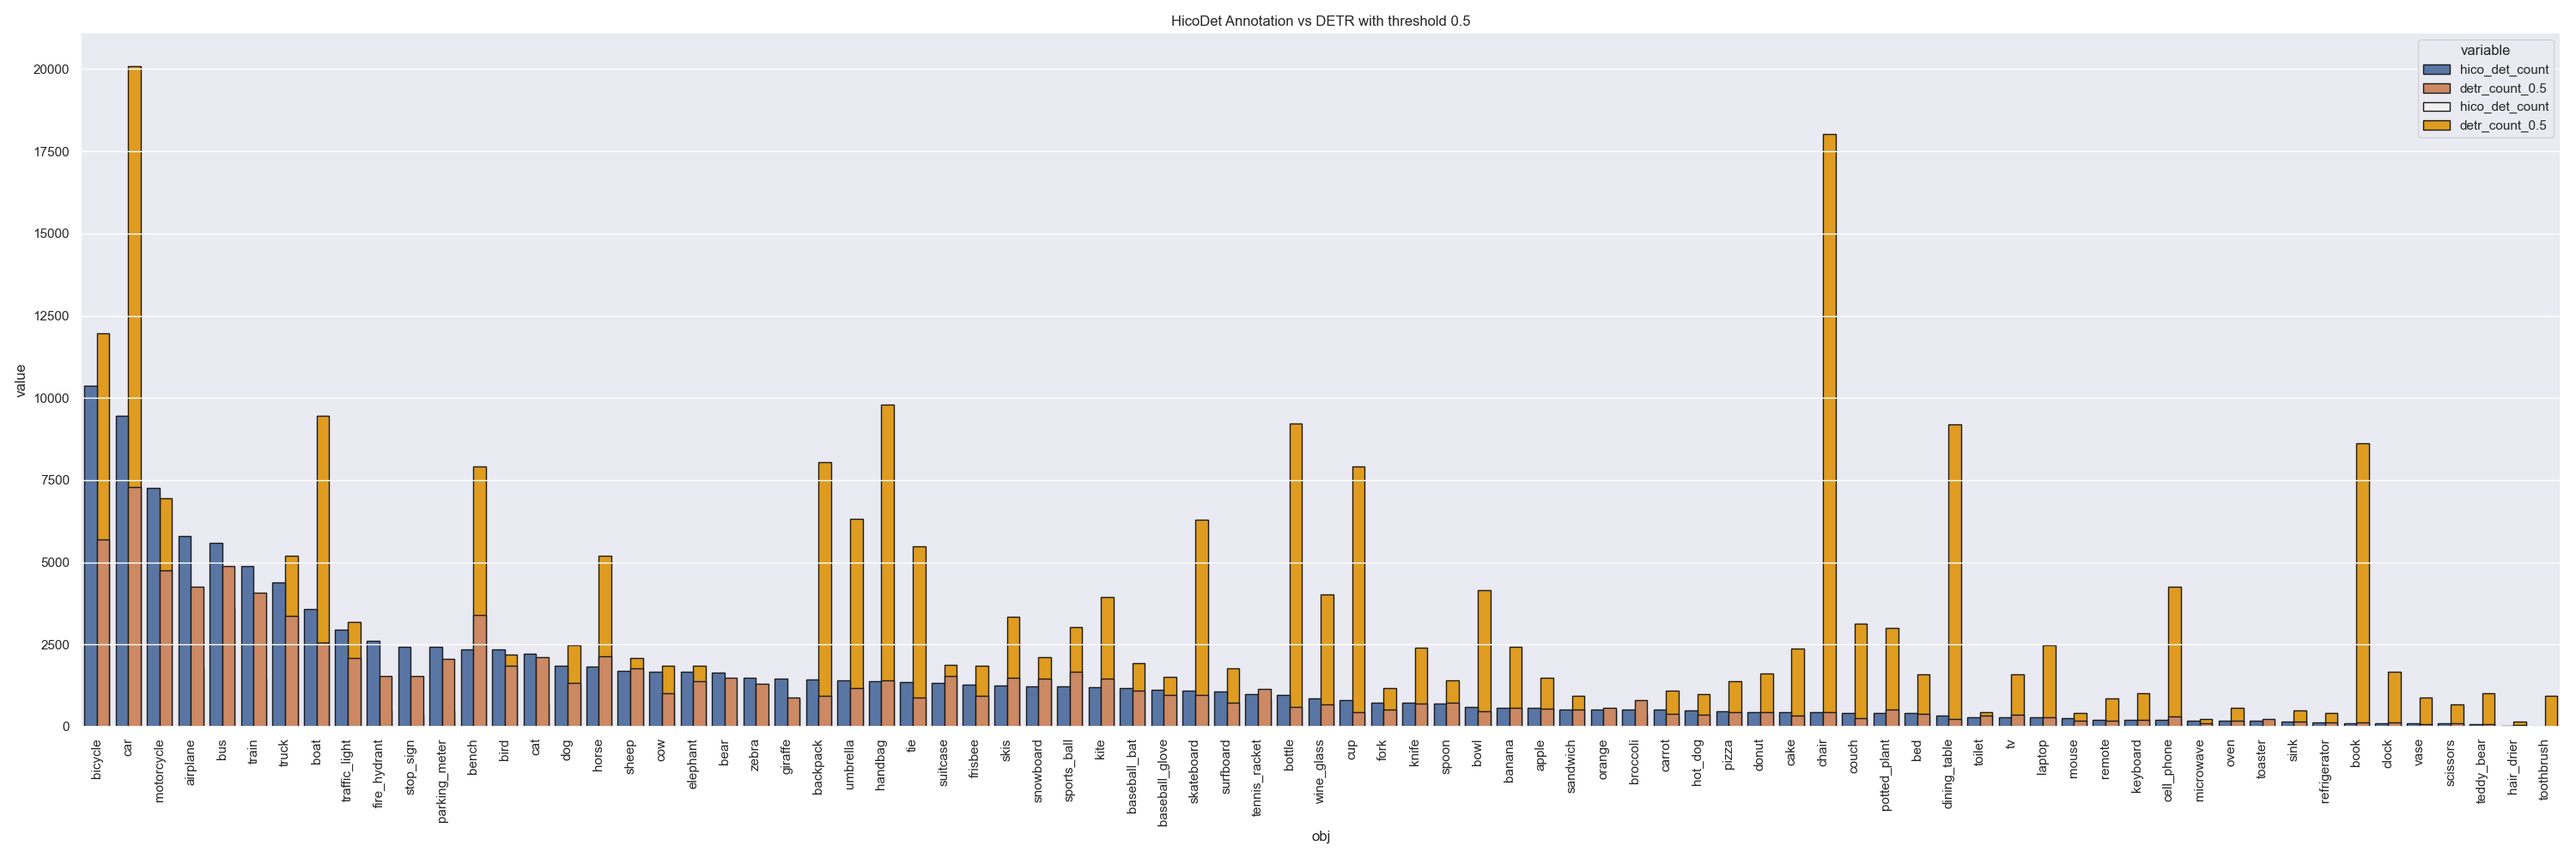 HicoDet Annotation vs DETR with threshold 0.5
variable
hico_det_count
detr_count_0.5
hico_det_count
detr_count_0.5
value
20000
17500
15000
12500
10000
7500
5000
2500
0
bicycle
car
motorcycle
airplane
bus
train
truck
boat
traffic_light
fire_hydrant
stop_sign
parking_meter
bench
bird
cat
dog
horse
sheep
cow
elephant
bear
zebra
giraffe
backpack
umbrella
handbag
tie
suitcase
frisbee
skis
snowboard
sports_ball
kite
baseball_bat
baseball_glove
skateboard
surfboard
tennis_racket
bottle
wine_glass
cup
fork
knife
spoon
bowl
banana
apple
sandwich
orange
broccoli
carrot
hot_dog
pizza
donut
cake
chair
couch
potted_plant
bed
dining_table
toilet
tv
laptop
mouse
remote
keyboard
cell_phone
microwave
oven
toaster
sink
refrigerator
book
clock
vase
scissors
teddy_bear
hair_drier
toothbrush
obj